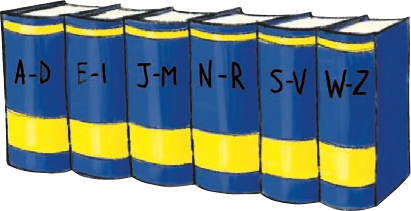 A-D E-I J-M N-R S-V W-Z